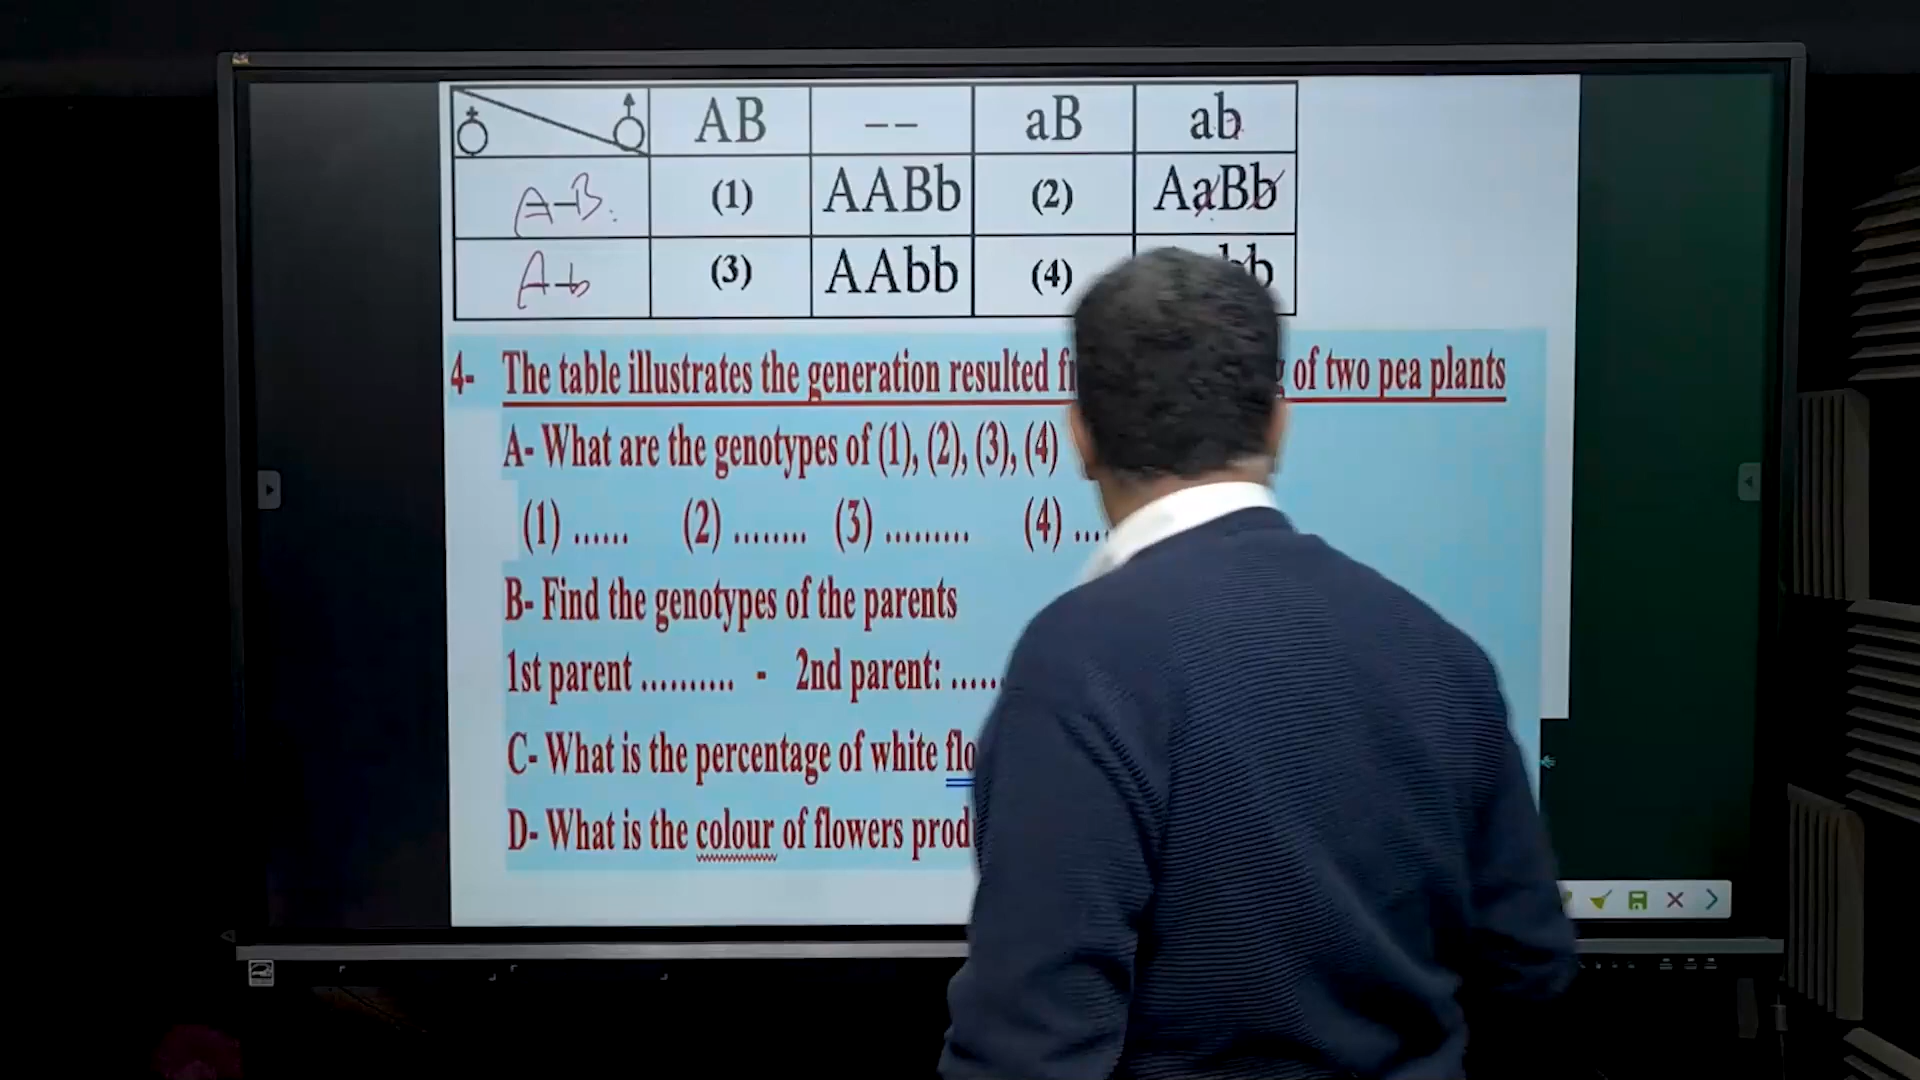 AB -- aB ab
A-B. (1) AABb (2) AaBb
A-b (3) AAbb (4) bb
4- The table illustrates the generation resulted of two pea plants
A- What are the genotypes of (1), (2), (3), (4)
(1) ...... (2) ........ (3) ......... (4) ....
B- Find the genotypes of the parents
1st parent .......... - 2nd parent: ......
C- What is the percentage of white flo
D- What is the colour of flowers prod